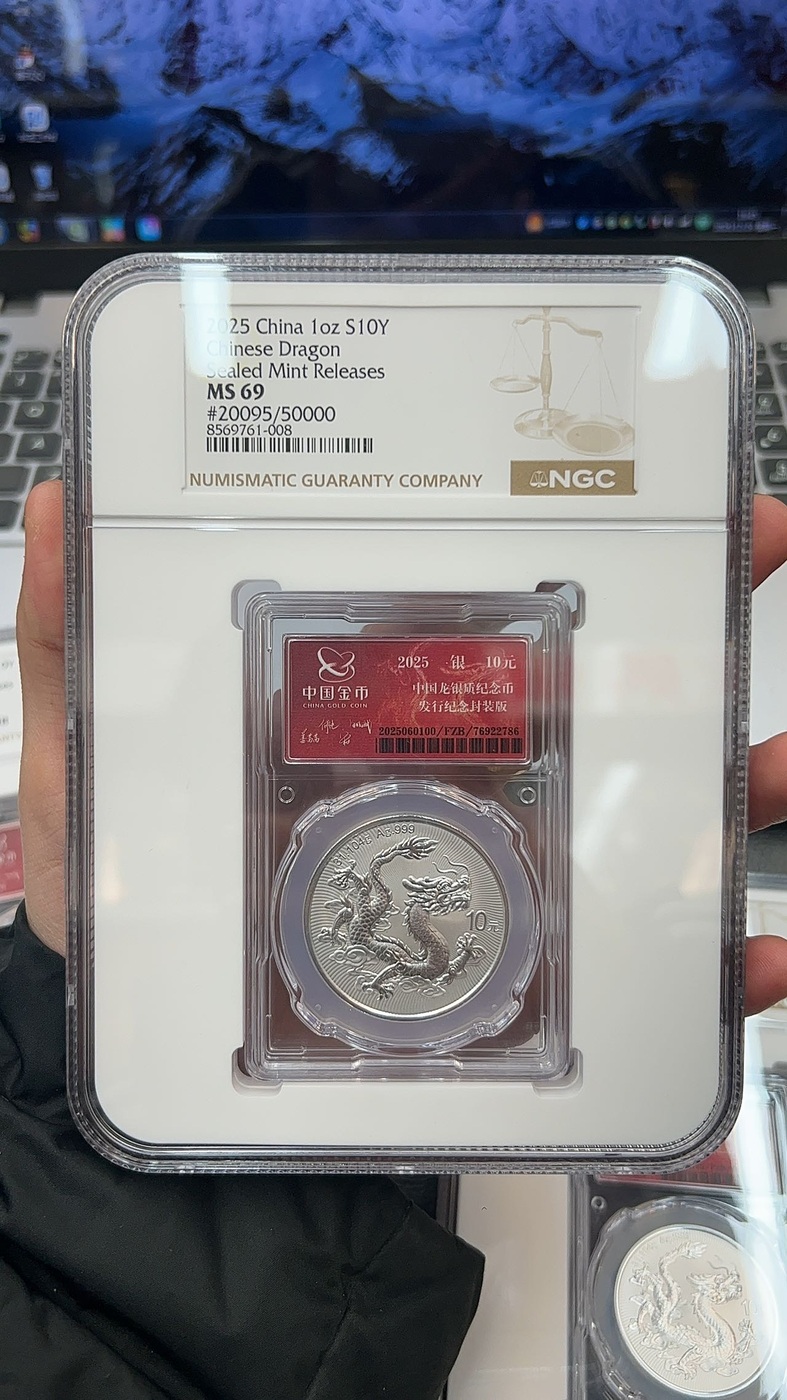 2025 China 1oz S10Y
Chinese Dragon
Sealed Mint Releases
MS 69
#20095/50000
8569761-008
NUMISMATIC GUARANTY COMPANY
NGC
中国金币
CHINA GOLD COIN
2025 银 10元
中国龙银质纪念币
发行纪念封装版
2025060100/FZB/76922786
Ag.999
10元